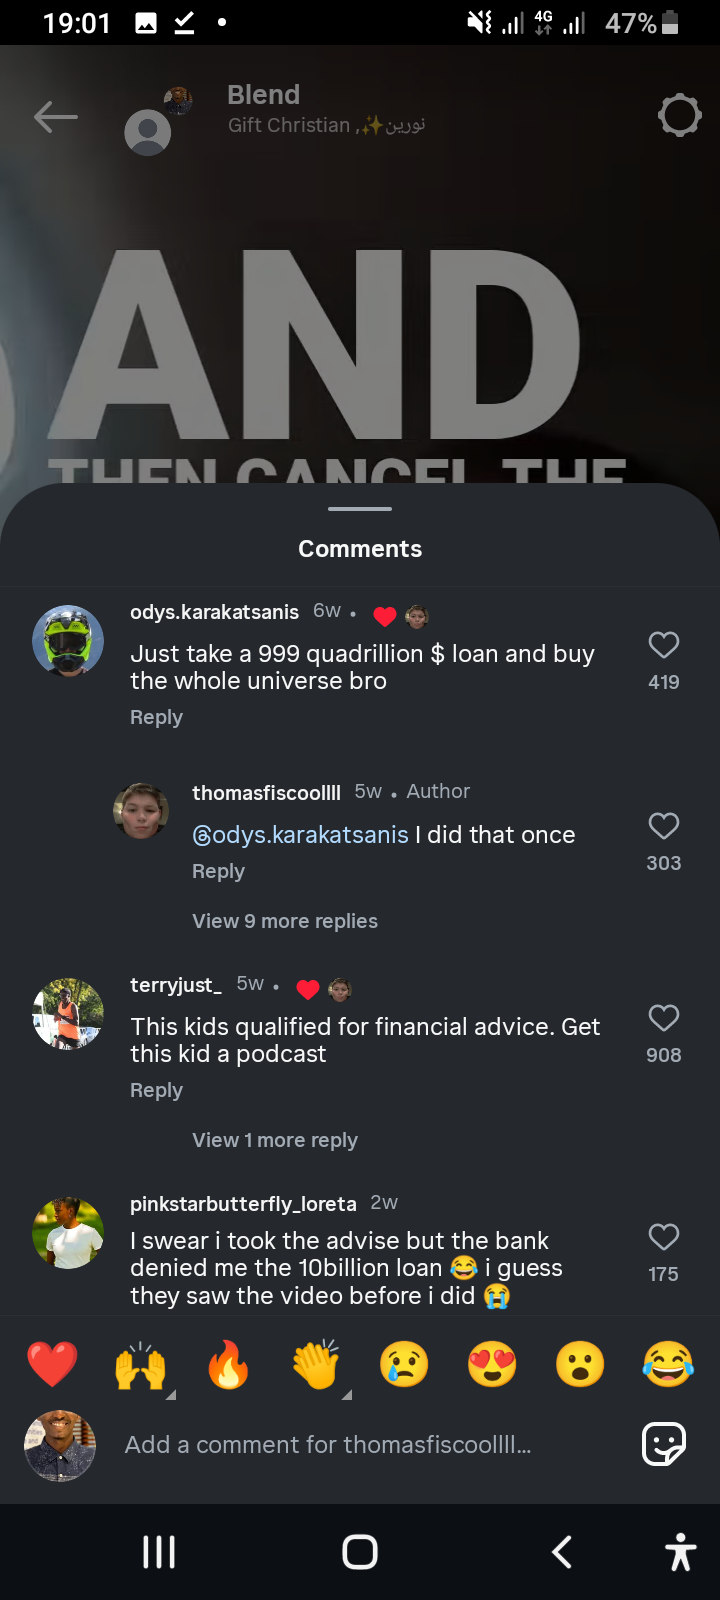 19:01
4G
47%
Blend
Gift Christian ,✨نورين
AND
THEN CANCEL THE
Comments
odys.karakatsanis 6w •
Just take a 999 quadrillion $ loan and buy
the whole universe bro
419
Reply
thomasfiscoollll 5w • Author
@odys.karakatsanis I did that once
303
Reply
View 9 more replies
terryjust_ 5w •
This kids qualified for financial advice. Get
this kid a podcast
908
Reply
View 1 more reply
pinkstarbutterfly_loreta 2w
I swear i took the advise but the bank
denied me the 10billion loan 😂 i guess
they saw the video before i did 😭
175
Add a comment for thomasfiscoollll...